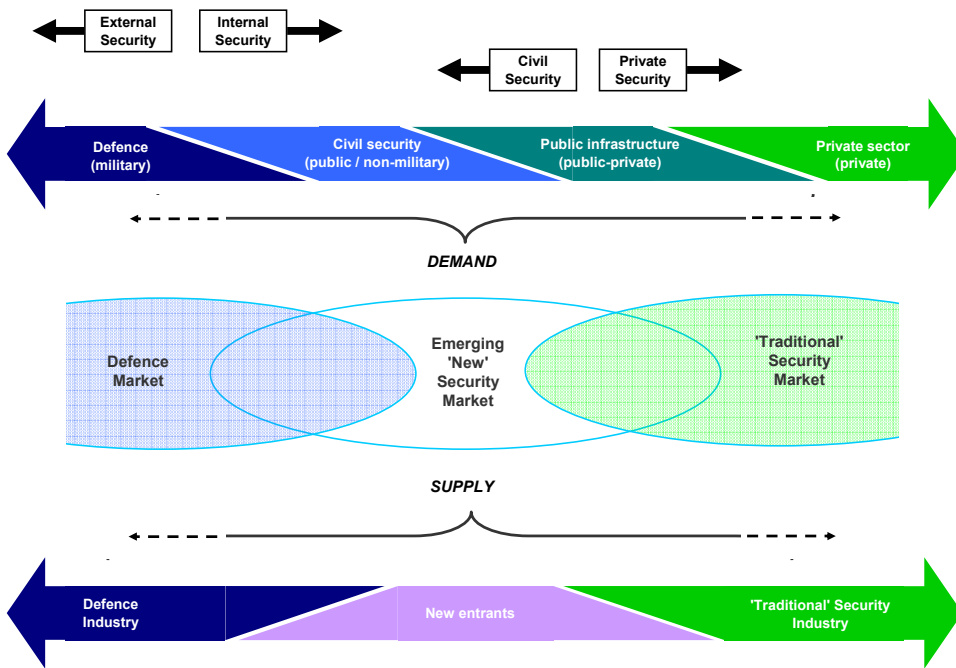 External
Security
Internal
Security
Civil
Security
Private
Security
Defence
(military)
Civil security
(public / non-military)
Public infrastructure
(public-private)
Private sector
(private)
DEMAND
Defence
Market
Emerging
'New'
Security
Market
'Traditional'
Security
Market
SUPPLY
Defence
Industry
New entrants
'Traditional' Security
Industry